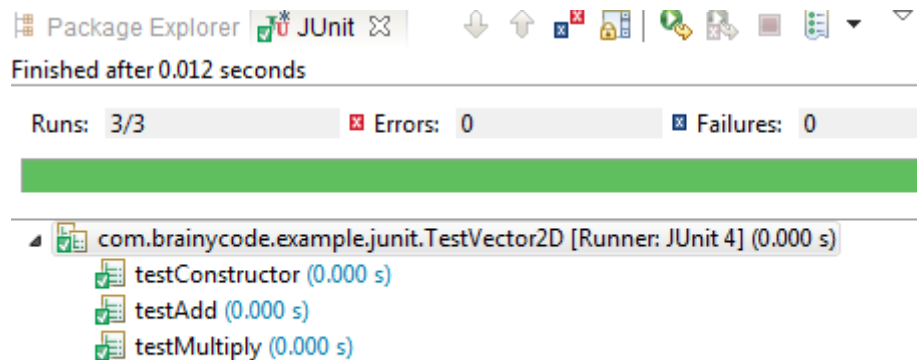 Package Explorer JUnit
Finished after 0.012 seconds
Runs: 3/3 Errors: 0 Failures: 0
com.brainycode.example.junit.TestVector2D [Runner: JUnit 4] (0.000 s)
testConstructor (0.000 s)
testAdd (0.000 s)
testMultiply (0.000 s)